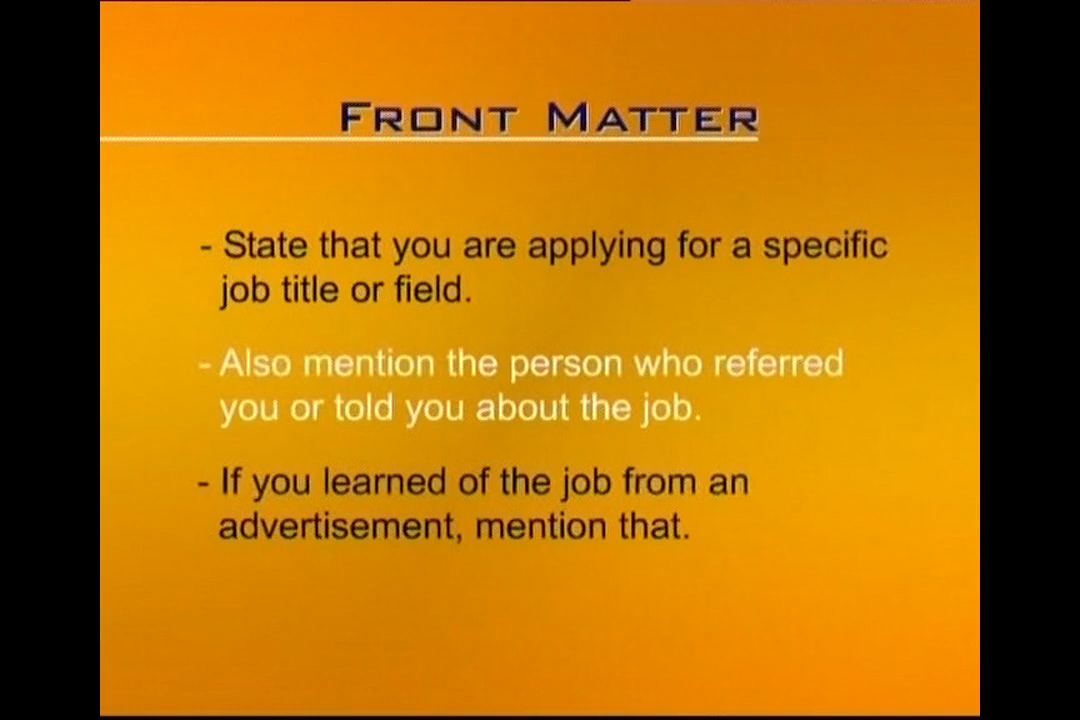 FRONT MATTER
- State that you are applying for a specific
job title or field.
- Also mention the person who referred
you or told you about the job.
- If you learned of the job from an
advertisement, mention that.